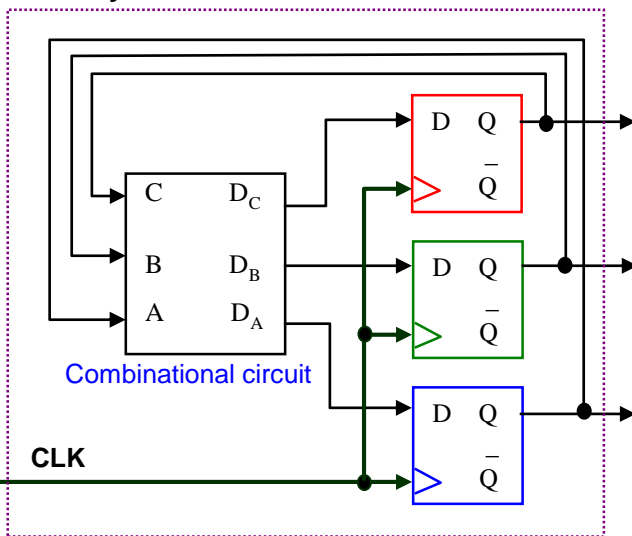 D Q
Q̄
C D_C
B D_B
A D_A
D Q
Q̄
Combinational circuit
D Q
Q̄
CLK